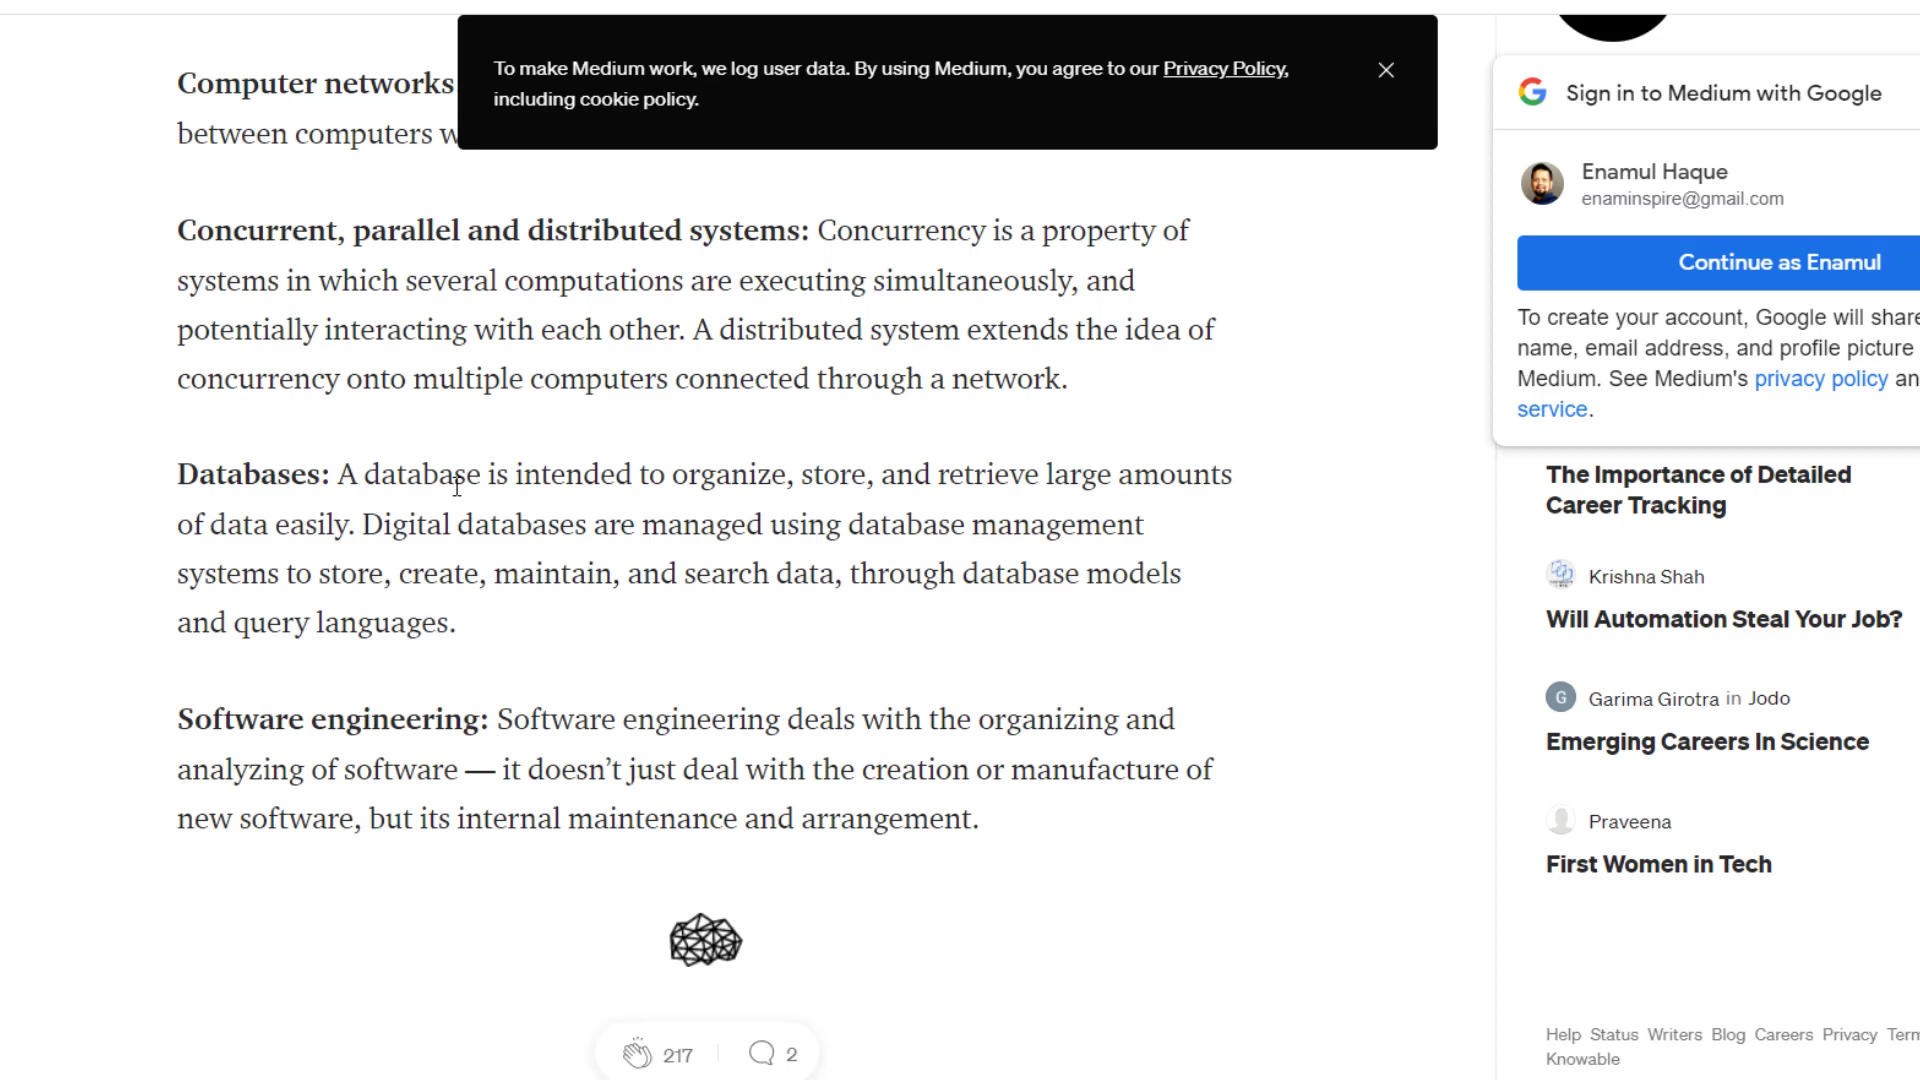 To make Medium work, we log user data. By using Medium, you agree to our Privacy Policy,
including cookie policy.
Computer networks
between computers w
Concurrent, parallel and distributed systems: Concurrency is a property of
systems in which several computations are executing simultaneously, and
potentially interacting with each other. A distributed system extends the idea of
concurrency onto multiple computers connected through a network.
Databases: A database is intended to organize, store, and retrieve large amounts
of data easily. Digital databases are managed using database management
systems to store, create, maintain, and search data, through database models
and query languages.
Software engineering: Software engineering deals with the organizing and
analyzing of software — it doesn’t just deal with the creation or manufacture of
new software, but its internal maintenance and arrangement.
217
2
Sign in to Medium with Google
Enamul Haque
enaminspire@gmail.com
Continue as Enamul
To create your account, Google will share
name, email address, and profile picture
Medium. See Medium's privacy policy an
service.
The Importance of Detailed
Career Tracking
Krishna Shah
Will Automation Steal Your Job?
G
Garima Girotra in Jodo
Emerging Careers In Science
Praveena
First Women in Tech
Help Status Writers Blog Careers Privacy Term
Knowable